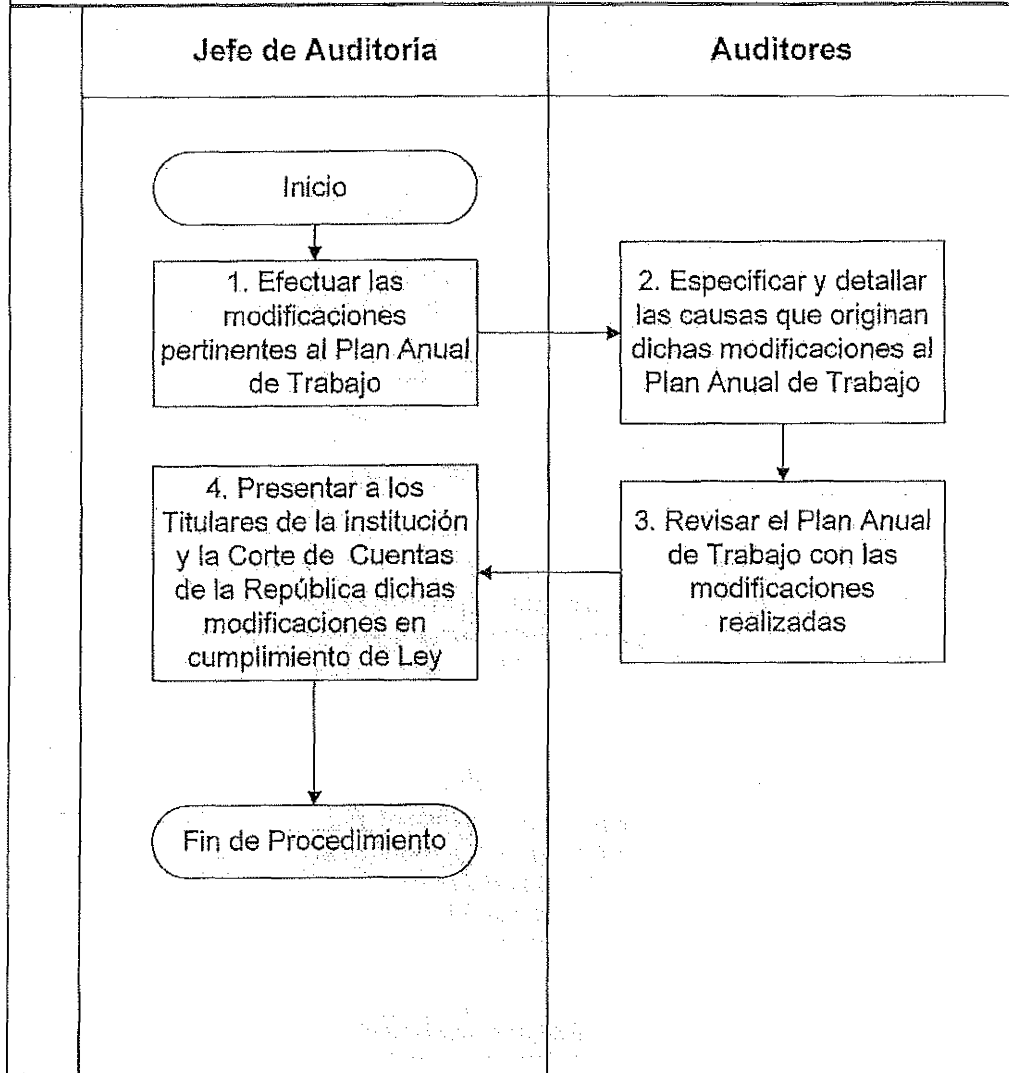 Jefe de Auditoría
Auditores
Inicio
1. Efectuar las
modificaciones
pertinentes al Plan Anual
de Trabajo
2. Especificar y detallar
las causas que originan
dichas modificaciones al
Plan Anual de Trabajo
3. Revisar el Plan Anual
de Trabajo con las
modificaciones
realizadas
4. Presentar a los
Titulares de la institución
y la Corte de Cuentas
de la República dichas
modificaciones en
cumplimiento de Ley
Fin de Procedimiento